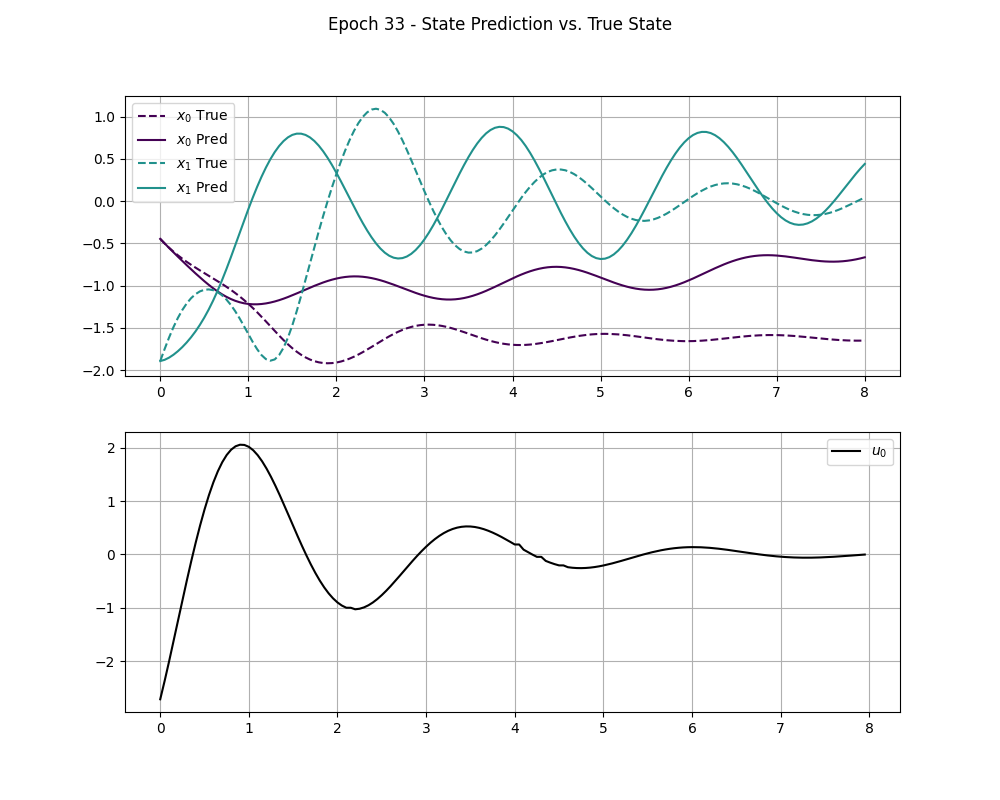 Epoch 33 - State Prediction vs. True State
x₀ True
x₀ Pred
x₁ True
x₁ Pred
1.0
0.5
0.0
−0.5
−1.0
−1.5
−2.0
0 1 2 3 4 5 6 7 8
u₀
2
1
0
−1
−2
0 1 2 3 4 5 6 7 8